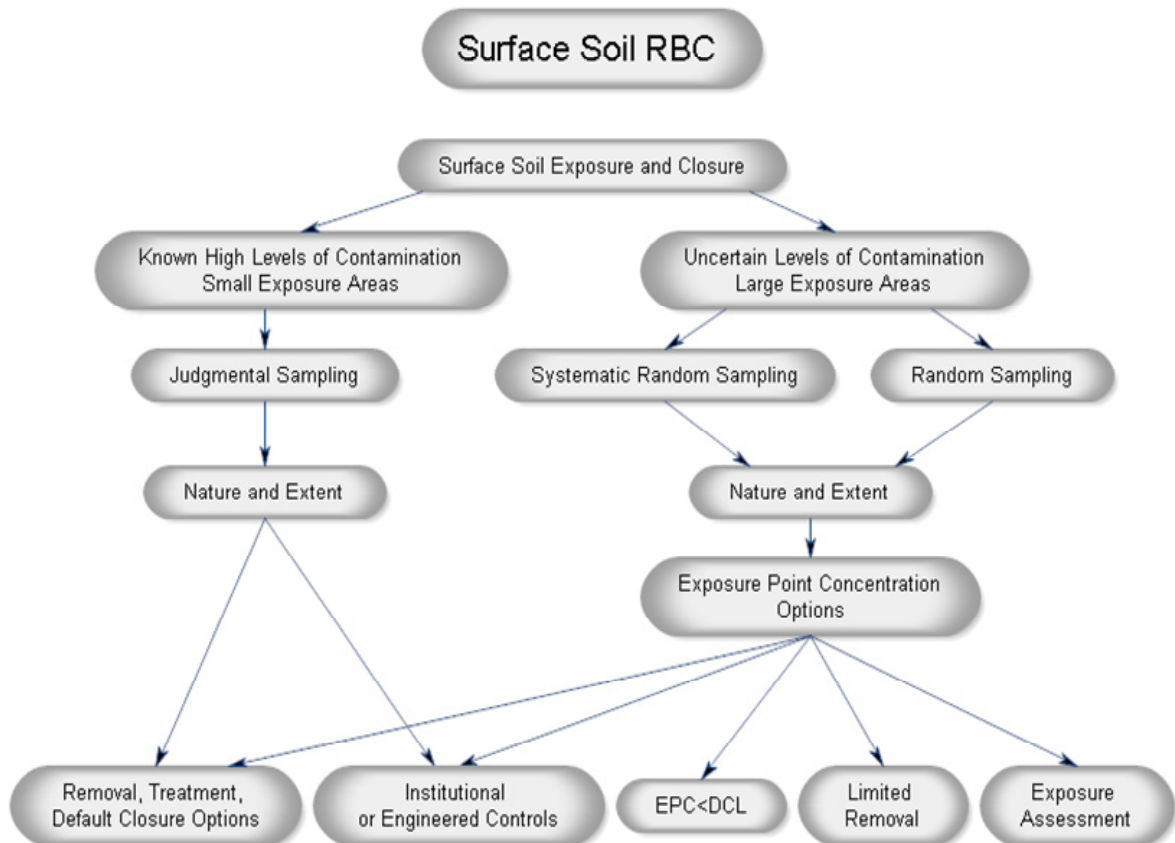 Surface Soil RBC
Surface Soil Exposure and Closure
Known High Levels of Contamination
Small Exposure Areas
Uncertain Levels of Contamination
Large Exposure Areas
Judgmental Sampling
Systematic Random Sampling
Random Sampling
Nature and Extent
Nature and Extent
Exposure Point Concentration
Options
Removal, Treatment,
Default Closure Options
Institutional
or Engineered Controls
EPC<DCL
Limited
Removal
Exposure
Assessment